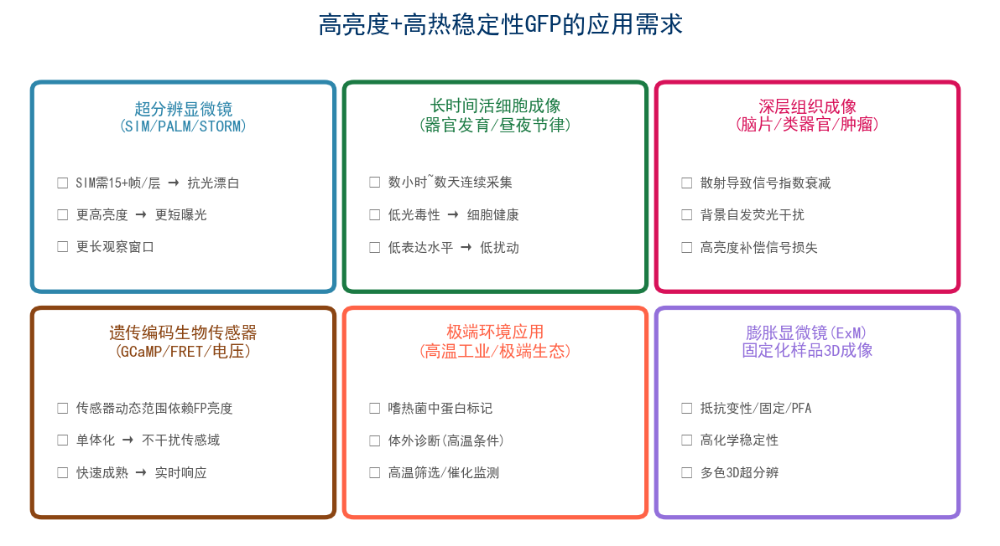 高亮度+高热稳定性GFP的应用需求
超分辨显微镜
(SIM/PALM/STORM)
□ SIM需15+帧/层 → 抗光漂白
□ 更高亮度 → 更短曝光
□ 更长观察窗口
长时间活细胞成像
(器官发育/昼夜节律)
□ 数小时~数天连续采集
□ 低光毒性 → 细胞健康
□ 低表达水平 → 低扰动
深层组织成像
(脑片/类器官/肿瘤)
□ 散射导致信号指数衰减
□ 背景自发荧光干扰
□ 高亮度补偿信号损失
遗传编码生物传感器
(GCaMP/FRET/电压)
□ 传感器动态范围依赖FP亮度
□ 单体化 → 不干扰传感域
□ 快速成熟 → 实时响应
极端环境应用
(高温工业/极端生态)
□ 嗜热菌中蛋白标记
□ 体外诊断(高温条件)
□ 高温筛选/催化监测
膨胀显微镜(ExM)
固定化样品3D成像
□ 抵抗变性/固定/PFA
□ 高化学稳定性
□ 多色3D超分辨